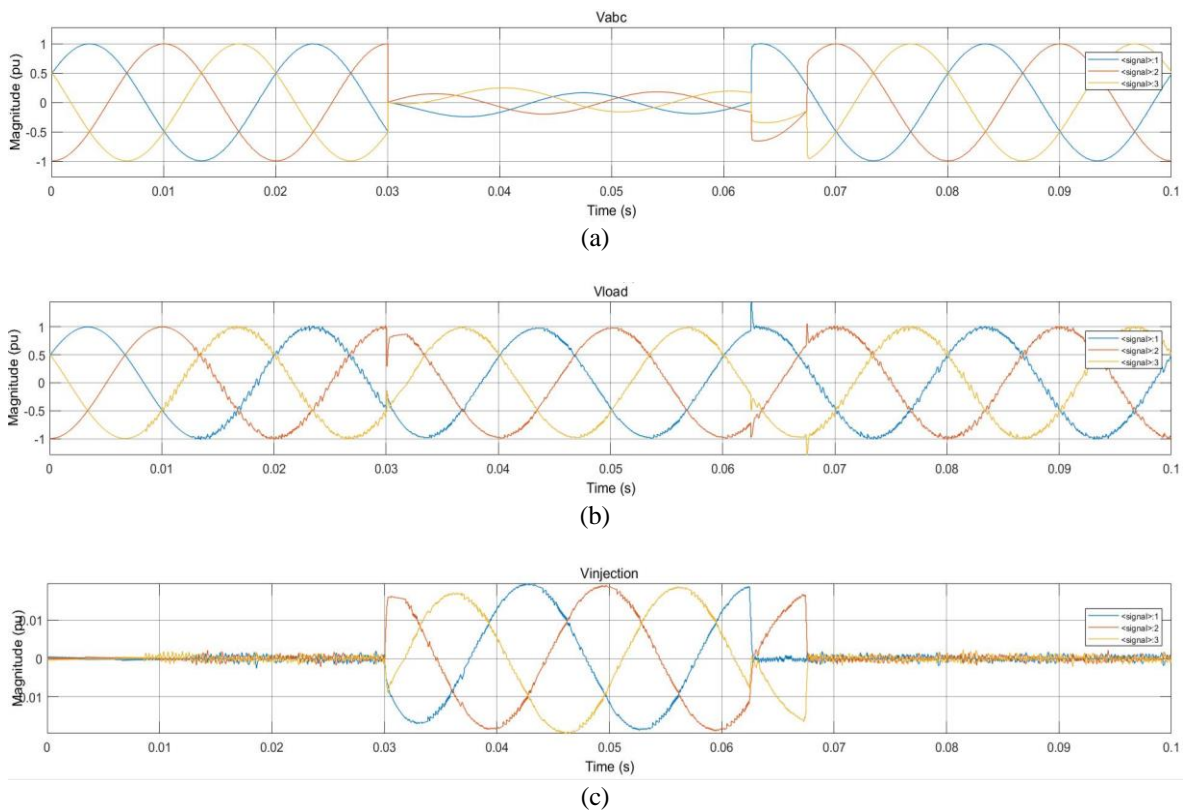 Vabc
Magnitude (pu)
1
0.5
0
-0.5
-1
<signal>:1
<signal>:2
<signal>:3
0 0.01 0.02 0.03 0.04 0.05 0.06 0.07 0.08 0.09 0.1
Time (s)
(a)
Vload
Magnitude (pu)
1
0.5
0
-0.5
-1
<signal>:1
<signal>:2
<signal>:3
0 0.01 0.02 0.03 0.04 0.05 0.06 0.07 0.08 0.09 0.1
Time (s)
(b)
Vinjection
Magnitude (pu)
0.01
0
0.01
<signal>:1
<signal>:2
<signal>:3
0 0.01 0.02 0.03 0.04 0.05 0.06 0.07 0.08 0.09 0.1
Time (s)
(c)